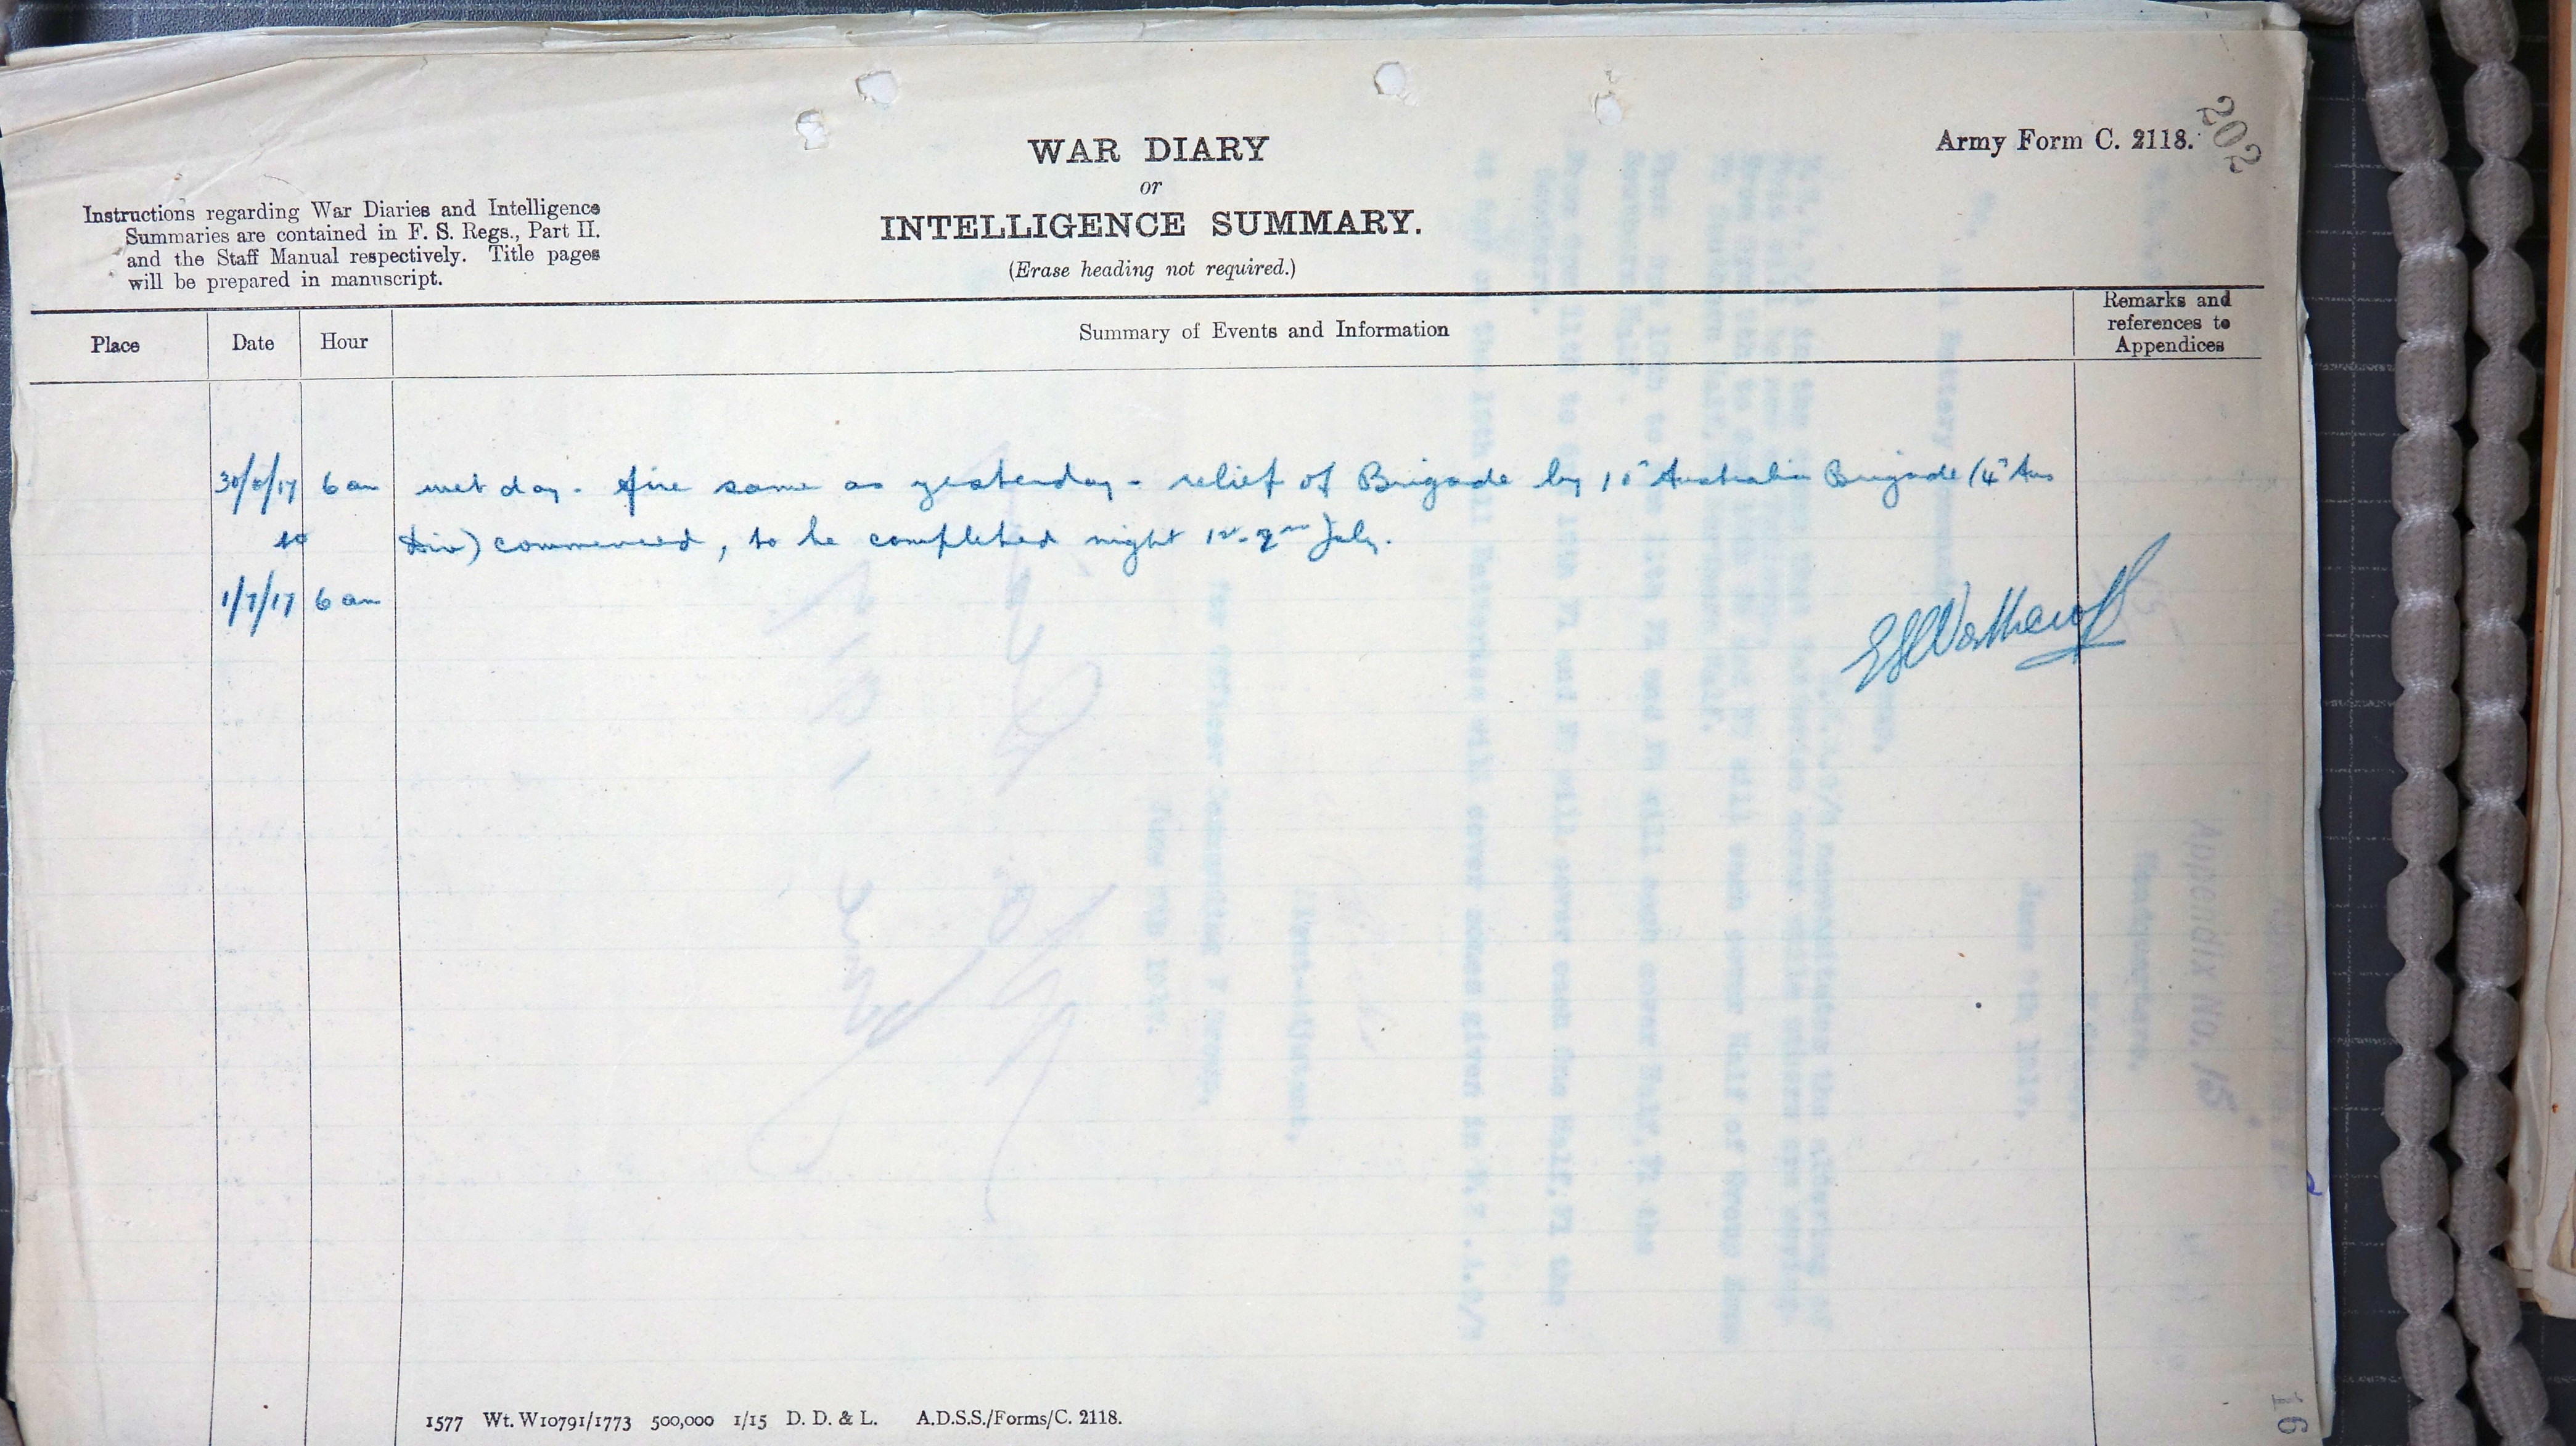 202
Army Form C. 2118.
WAR DIARY
or
INTELLIGENCE SUMMARY.
(Erase heading not required.)
Instructions regarding War Diaries and Intelligence
Summaries are contained in F. S. Regs., Part II.
and the Staff Manual respectively. Title pages
will be prepared in manuscript.
Place Date Hour Summary of Events and Information Remarks and references to Appendices
30/6/17 6 am wet day. fire same as yesterday - relief of Brigade by Australian Brigade (4th Aus
to Div) commenced, to be completed night 1st-2nd July.
1/7/17 6 am
1577 Wt. W10791/1773 500,000 1/15 D. D. & L. A.D.S.S./Forms/C. 2118.
16